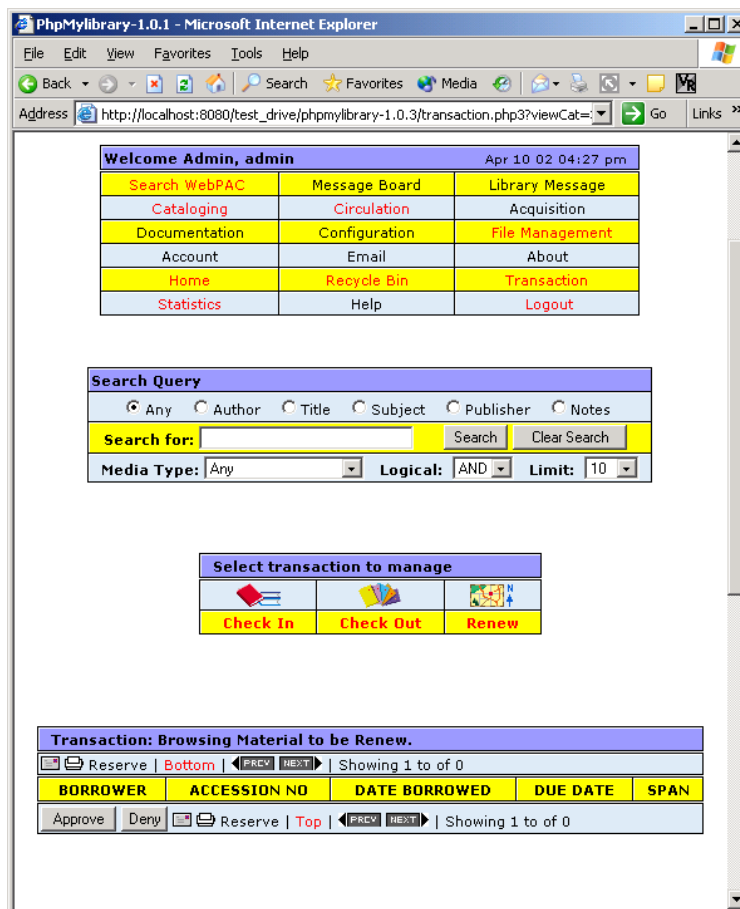 PhpMylibrary-1.0.1 - Microsoft Internet Explorer
File Edit View Favorites Tools Help
Back Search Favorites Media
Address http://localhost:8080/test_drive/phpmylibrary-1.0.3/transaction.php3?viewCat= Go Links »
Welcome Admin, admin Apr 10 02 04:27 pm
Search WebPAC Message Board Library Message
Cataloging Circulation Acquisition
Documentation Configuration File Management
Account Email About
Home Recycle Bin Transaction
Statistics Help Logout
Search Query
Any Author Title Subject Publisher Notes
Search for: Search Clear Search
Media Type: Any Logical: AND Limit: 10
Select transaction to manage
N
Check In Check Out Renew
Transaction: Browsing Material to be Renew.
Reserve | Bottom | PREV NEXT | Showing 1 to of 0
BORROWER ACCESSION NO DATE BORROWED DUE DATE SPAN
Approve Deny Reserve | Top | PREV NEXT | Showing 1 to of 0